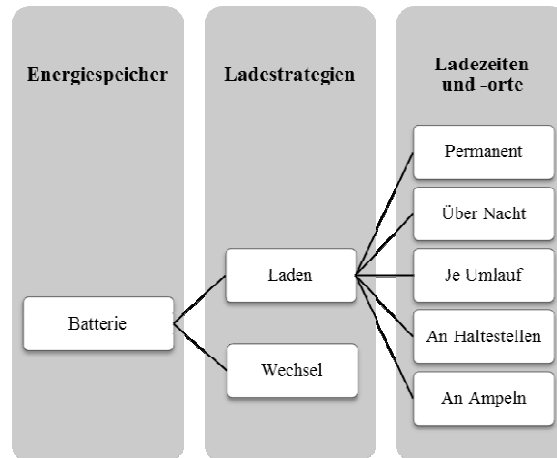 Energiespeicher
Ladestrategien
Ladezeiten
und -orte
Permanent
Über Nacht
Laden
Je Umlauf
Batterie
An Haltestellen
Wechsel
An Ampeln